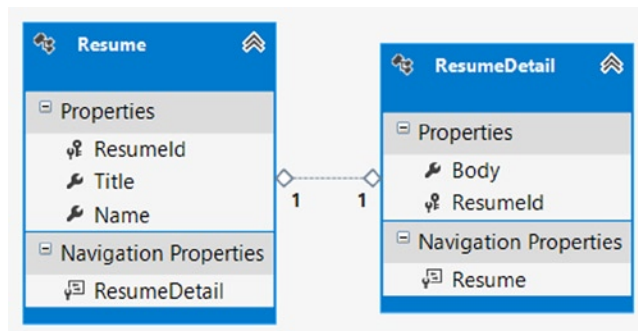 Resume
Properties
ResumeId
Title
Name
Navigation Properties
ResumeDetail
1 1
ResumeDetail
Properties
Body
ResumeId
Navigation Properties
Resume